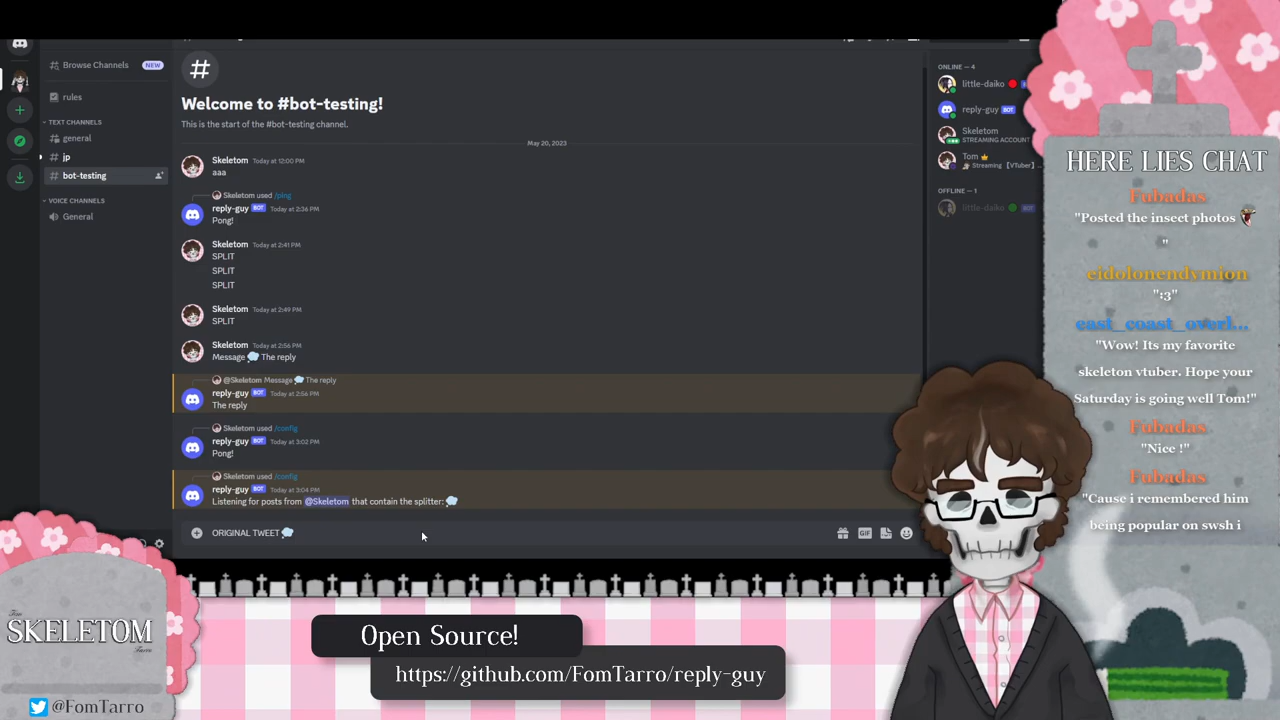 Browse Channels NEW
rules
TEXT CHANNELS
general
jp
bot-testing
VOICE CHANNELS
General
#
Welcome to #bot-testing!
This is the start of the #bot-testing channel.
May 20, 2023
Skeletom Today at 12:00 PM
aaa
Skeletom used /ping
reply-guy BOT Today at 2:36 PM
Pong!
Skeletom Today at 2:41 PM
SPLIT
SPLIT
SPLIT
Skeletom Today at 2:49 PM
SPLIT
Skeletom Today at 2:56 PM
Message 💭 The reply
@Skeletom Message 💭 The reply
reply-guy BOT Today at 2:56 PM
The reply
Skeletom used /config
reply-guy BOT Today at 3:02 PM
Pong!
Skeletom used /config
reply-guy BOT Today at 3:04 PM
Listening for posts from @Skeletom that contain the splitter: 💭
ORIGINAL TWEET 💭
GIF
ONLINE — 4
little-daiko
reply-guy BOT
Skeletom
STREAMING ACCOUNT
Tom
Streaming 【VTuber】...
OFFLINE — 1
little-daiko
HERE LIES CHAT
Fubadas
"Posted the insect photos
"
eidolonendymion
":3"
east_coast_overl...
"Wow! Its my favorite
skeleton vtuber. Hope your
Saturday is going well Tom!"
Fubadas
"Nice !"
Fubadas
"Cause i remembered him
being popular on swsh i
Tom
SKELETOM
Tarro
@FomTarro
Open Source!
https://github.com/FomTarro/reply-guy